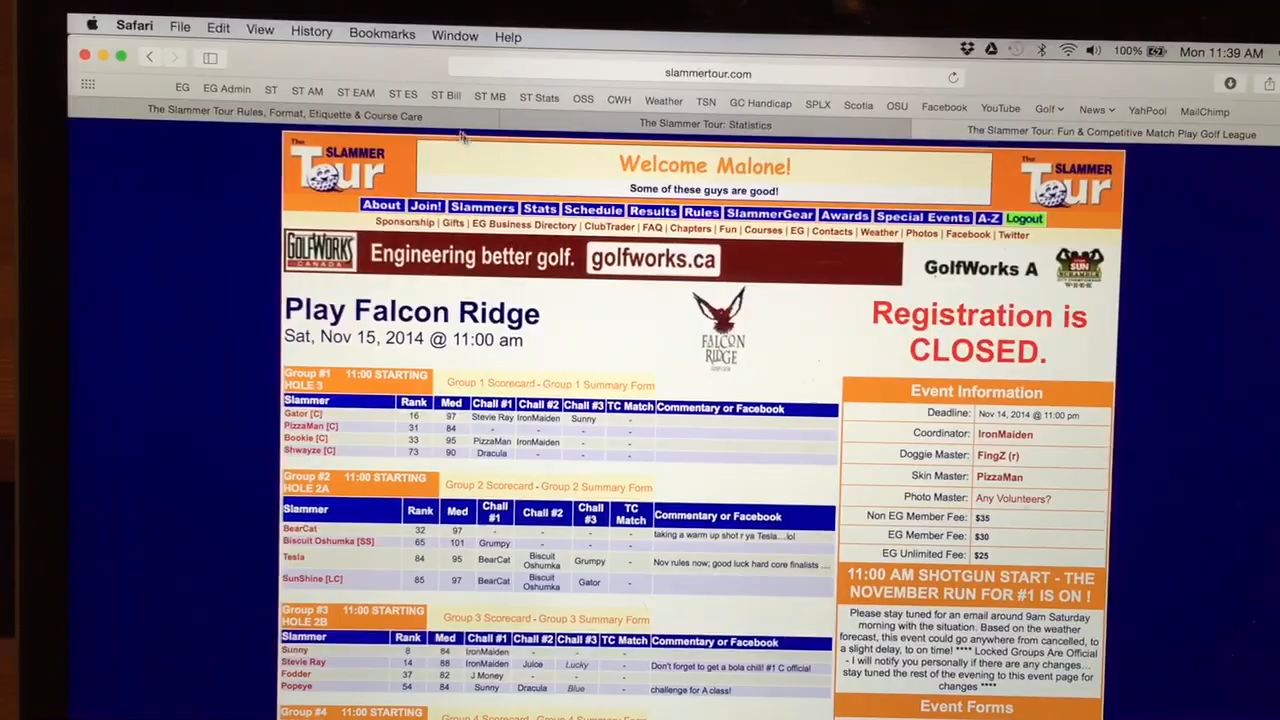 Safari File Edit View History Bookmarks Window Help
100% Mon 11:39 AM
slammertour.com
EG EG Admin ST ST AM ST EAM ST ES ST Bill ST MB ST Stats OSS CWH Weather TSN GC Handicap SPLX Scotia OSU Facebook YouTube Golf News YahPool MailChimp
The Slammer Tour Rules, Format, Etiquette & Course Care
The Slammer Tour: Statistics
The Slammer Tour: Fun & Competitive Match Play Golf League
The SLAMMER Tour
Welcome Malone!
Some of these guys are good!
The SLAMMER Tour
About Join! Slammers Stats Schedule Results Rules SlammerGear Awards Special Events A-Z Logout
Sponsorship | Gifts | EG Business Directory | ClubTrader | FAQ | Chapters | Fun | Courses | EG | Contacts | Weather | Photos | Facebook | Twitter
GOLFWORKS CANADA Engineering better golf. golfworks.ca
GolfWorks A
SUN SCRAMBLE
Play Falcon Ridge
Sat, Nov 15, 2014 @ 11:00 am
FALCON RIDGE
Registration is
CLOSED.
Group #1 11:00 STARTING
HOLE 3
Group 1 Scorecard - Group 1 Summary Form
Slammer Rank Med Chall #1 Chall #2 Chall #3 TC Match Commentary or Facebook
Gator [C] 16 97 Stevie Ray IronMaiden Sunny -
PizzaMan [C] 31 84 - - - -
Bookie [C] 33 95 PizzaMan IronMaiden - -
Shwayze [C] 73 90 Dracula - - -
Group #2 11:00 STARTING
HOLE 2A
Group 2 Scorecard - Group 2 Summary Form
Slammer Rank Med Chall #1 Chall #2 Chall #3 TC Match Commentary or Facebook
BearCat 32 97 - - - - taking a warm up shot r ya Tesla....lol
Biscuit Oshumka [SS] 65 101 Grumpy - - -
Tesla 84 95 BearCat Biscuit Oshumka Grumpy - Nov rules now; good luck hard core finalists ....
SunShine [LC] 85 97 BearCat Biscuit Oshumka Gator -
Group #3 11:00 STARTING
HOLE 2B
Group 3 Scorecard - Group 3 Summary Form
Slammer Rank Med Chall #1 Chall #2 Chall #3 TC Match Commentary or Facebook
Sunny 8 84 IronMaiden - - -
Stevie Ray 14 88 IronMaiden Juice Lucky - Don't forget to get a bola chili! #1 C official
Fodder 37 82 J Money - - -
Popeye 54 84 Sunny Dracula Blue - challenge for A class!
Group #4 11:00 STARTING
Group 4 Scorecard - Group 4 Summary Form
Event Information
Deadline: Nov 14, 2014 @ 11:00 pm
Coordinator: IronMaiden
Doggie Master: FingZ (r)
Skin Master: PizzaMan
Photo Master: Any Volunteers?
Non EG Member Fee: $35
EG Member Fee: $30
EG Unlimited Fee: $25
11:00 AM SHOTGUN START - THE
NOVEMBER RUN FOR #1 IS ON !
Please stay tuned for an email around 9am Saturday
morning with the situation. Based on the weather
forecast, this event could go anywhere from cancelled, to
a slight delay, to on time! **** Locked Groups Are Official
- I will notify you personally if there are any changes...
stay tuned the rest of the evening to this event page for
changes ****
Event Forms